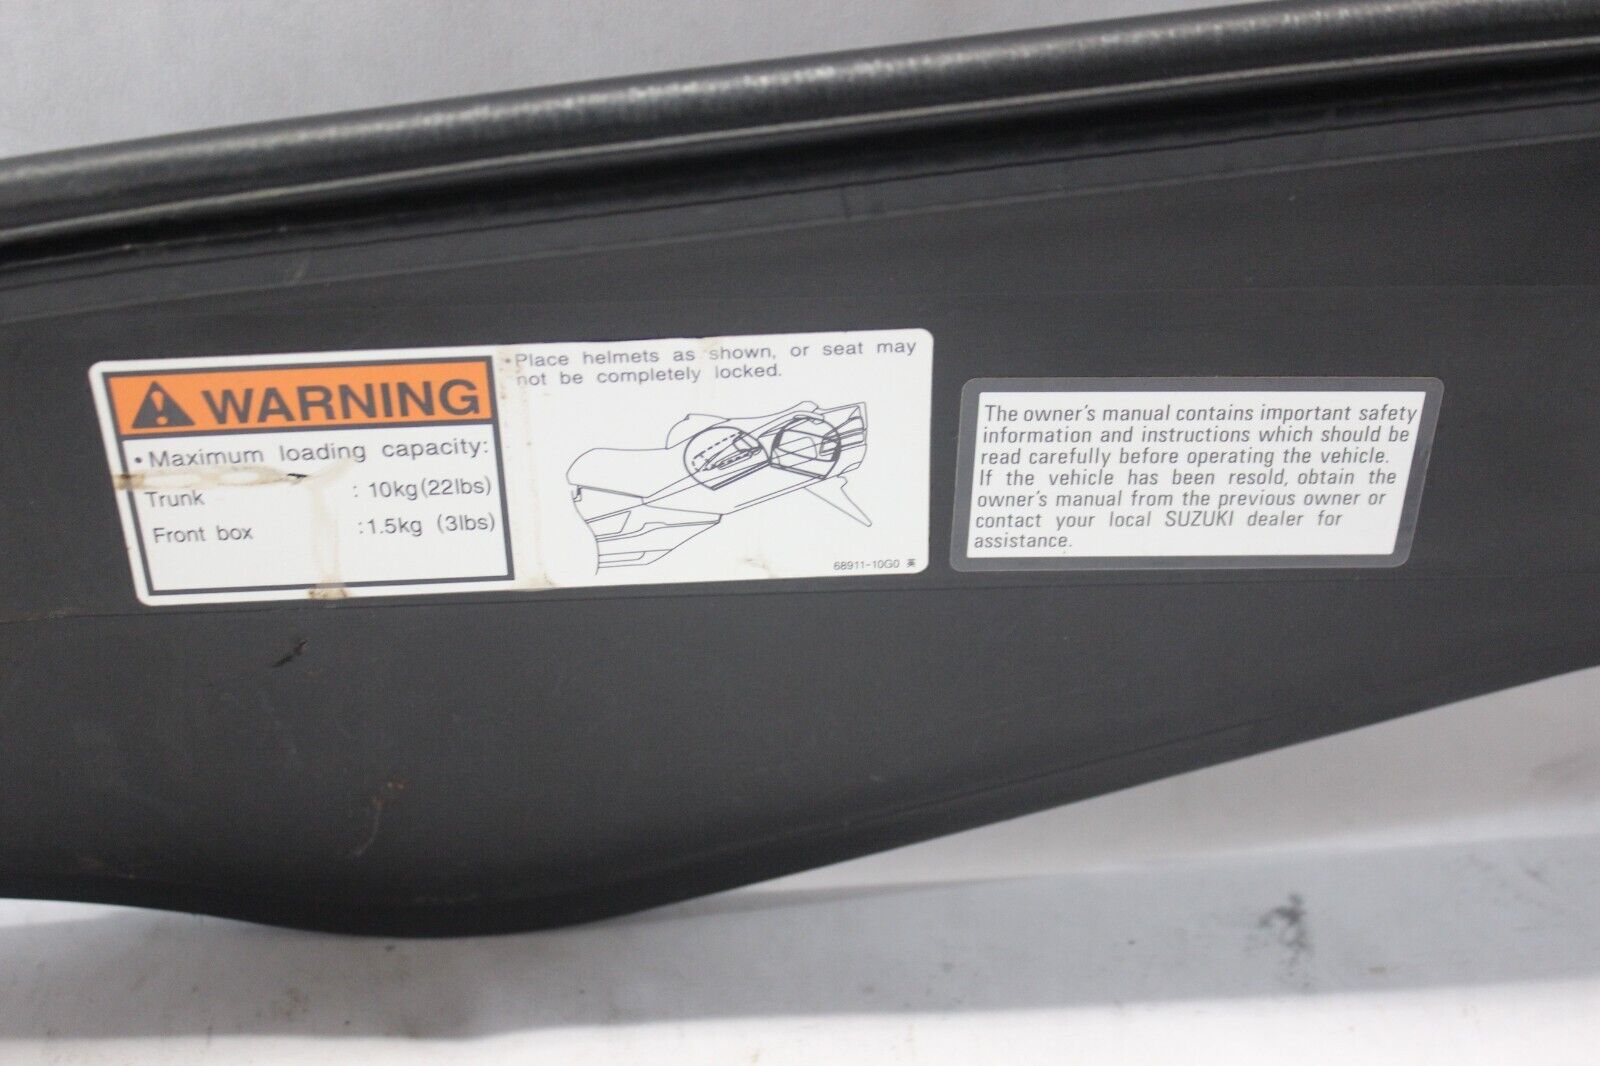 WARNING
• Maximum loading capacity:
Trunk : 10kg(22lbs)
Front box :1.5kg (3lbs)
•Place helmets as shown, or seat may
not be completely locked.
68911-10G0 英
The owner's manual contains important safety
information and instructions which should be
read carefully before operating the vehicle.
If the vehicle has been resold, obtain the
owner's manual from the previous owner or
contact your local SUZUKI dealer for
assistance.